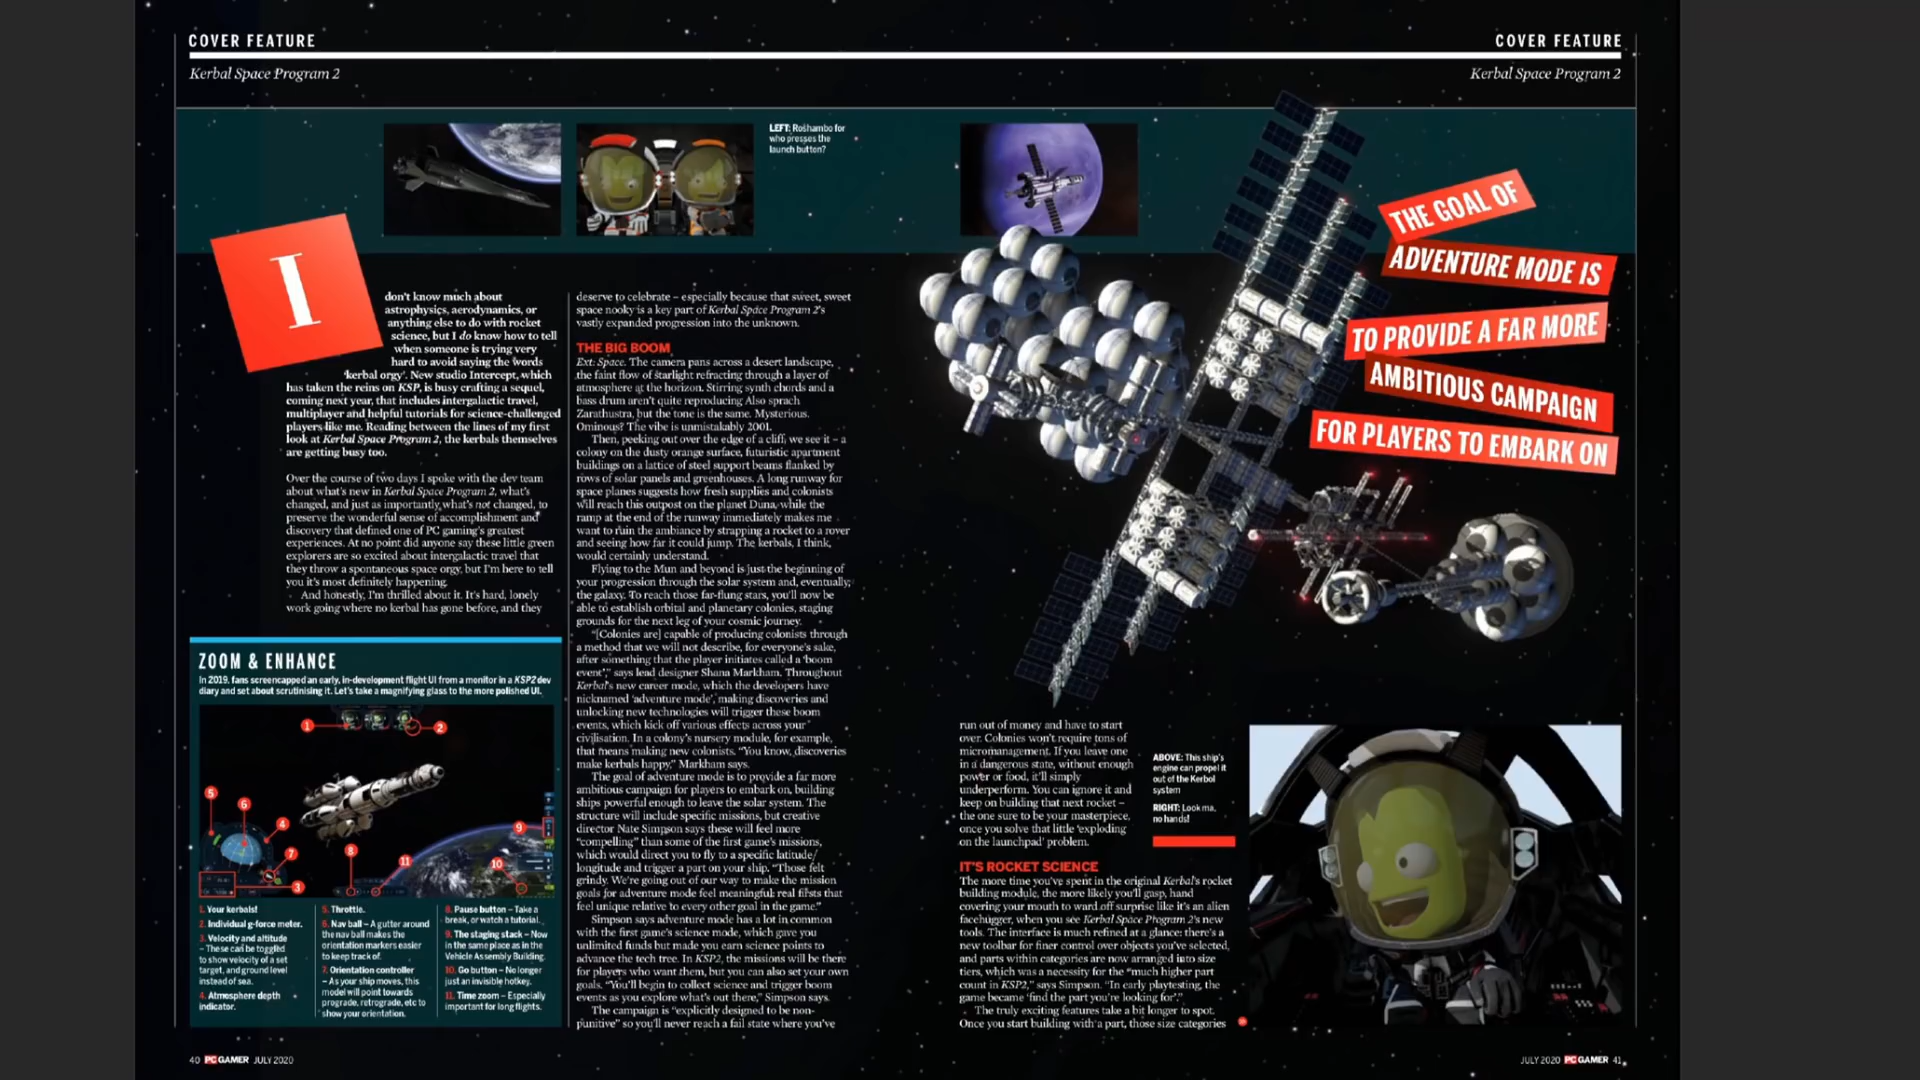 COVER FEATURE
Kerbal Space Program 2
COVER FEATURE
Kerbal Space Program 2
LEFT: Roshambo for
who presses the
launch button?
THE GOAL OF
ADVENTURE MODE IS
TO PROVIDE A FAR MORE
AMBITIOUS CAMPAIGN
FOR PLAYERS TO EMBARK ON
I
don't know much about
astrophysics, aerodynamics, or
anything else to do with rocket
science, but I do know how to tell
when someone is trying very
hard to avoid saying the words
'kerbal orgy'. New studio Intercept, which
has taken the reins on KSP, is busy crafting a sequel,
coming next year, that includes intergalactic travel,
multiplayer and helpful tutorials for science-challenged
players like me. Reading between the lines of my first
look at Kerbal Space Program 2, the kerbals themselves
are getting busy too.
Over the course of two days I spoke with the dev team
about what's new in Kerbal Space Program 2, what's
changed, and just as importantly, what's not changed, to
preserve the wonderful sense of accomplishment and
discovery that defined one of PC gaming's greatest
experiences. At no point did anyone say these little green
explorers are so excited about intergalactic travel that
they throw a spontaneous space orgy, but I'm here to tell
you it's most definitely happening.
And honestly, I'm thrilled about it. It's hard, lonely
work going where no kerbal has gone before, and they
ZOOM & ENHANCE
In 2019, fans screencapped an early, in-development flight UI from a monitor in a KSP2 dev
diary and set about scrutinising it. Let's take a magnifying glass to the more polished UI.
1
2
5
6
4
7
3
8
11
9
10
1. Your kerbals!
2. Individual g-force meter.
3. Velocity and altitude
– These can be toggled
to show velocity of a set
target, and ground level
instead of sea.
4. Atmosphere depth
indicator.
5. Throttle.
6. Nav ball – A gutter around
the nav ball makes the
orientation markers easier
to keep track of.
7. Orientation controller
– As your ship moves, this
model will point towards
prograde, retrograde, etc to
show your orientation.
8. Pause button – Take a
break, or watch a tutorial.
9. The staging stack – Now
in the same place as in the
Vehicle Assembly Building.
10. Go button – No longer
just an invisible hotkey.
11. Time zoom – Especially
important for long flights.
deserve to celebrate – especially because that sweet, sweet
space nooky is a key part of Kerbal Space Program 2's
vastly expanded progression into the unknown.
THE BIG BOOM
Ext: Space. The camera pans across a desert landscape,
the faint flow of starlight refracting through a layer of
atmosphere at the horizon. Stirring synth chords and a
bass drum aren't quite reproducing Also sprach
Zarathustra, but the tone is the same. Mysterious.
Ominous? The vibe is unmistakably 2001.
Then, peeking out over the edge of a cliff, we see it – a
colony on the dusty orange surface, futuristic apartment
buildings on a lattice of steel support beams flanked by
rows of solar panels and greenhouses. A long runway for
space planes suggests how fresh supplies and colonists
will reach this outpost on the planet Duna, while the
ramp at the end of the runway immediately makes me
want to ruin the ambiance by strapping a rocket to a rover
and seeing how far it could jump. The kerbals, I think,
would certainly understand.
Flying to the Mun and beyond is just the beginning of
your progression through the solar system and, eventually,
the galaxy. To reach those far-flung stars, you'll now be
able to establish orbital and planetary colonies, staging
grounds for the next leg of your cosmic journey.
"[Colonies are] capable of producing colonists through
a method that we will not describe, for everyone's sake,
after something that the player initiates called a 'boom
event'," says lead designer Shana Markham. Throughout
Kerbal's new career mode, which the developers have
nicknamed 'adventure mode', making discoveries and
unlocking new technologies will trigger these boom
events, which kick off various effects across your
civilisation. In a colony's nursery module, for example,
that means making new colonists. "You know, discoveries
make kerbals happy," Markham says.
The goal of adventure mode is to provide a far more
ambitious campaign for players to embark on, building
ships powerful enough to leave the solar system. The
structure will include specific missions, but creative
director Nate Simpson says these will feel more
"compelling" than some of the first game's missions,
which would direct you to fly to a specific latitude/
longitude and trigger a part on your ship. "Those felt
grindy. We're going out of our way to make the mission
goals for adventure mode feel meaningful: real firsts that
feel unique relative to every other goal in the game."
Simpson says adventure mode has a lot in common
with the first game's science mode, which gave you
unlimited funds but made you earn science points to
advance the tech tree. In KSP2, the missions will be there
for players who want them, but you can also set your own
goals. "You'll begin to collect science and trigger boom
events as you explore what's out there," Simpson says.
The campaign is "explicitly designed to be non-
punitive" so you'll never reach a fail state where you've
run out of money and have to start
over. Colonies won't require tons of
micromanagement. If you leave one
in a dangerous state, without enough
power or food, it'll simply
underperform. You can ignore it and
keep on building that next rocket –
the one sure to be your masterpiece,
once you solve that little 'exploding
on the launchpad' problem.
ABOVE: This ship's
engine can propel it
out of the Kerbol
system
RIGHT: Look ma,
no hands!
IT'S ROCKET SCIENCE
The more time you've spent in the original Kerbal's rocket
building module, the more likely you'll gasp, hand
covering your mouth to ward off surprise like it's an alien
facehugger, when you see Kerbal Space Program 2's new
tools. The interface is much refined at a glance: there's a
new toolbar for finer control over objects you've selected,
and parts within categories are now arranged into size
tiers, which was a necessity for the "much higher part
count in KSP2," says Simpson. "In early playtesting, the
game became 'find the part you're looking for'."
The truly exciting features take a bit longer to spot.
Once you start building with a part, those size categories
40 PC GAMER JULY 2020
JULY 2020 PC GAMER 41